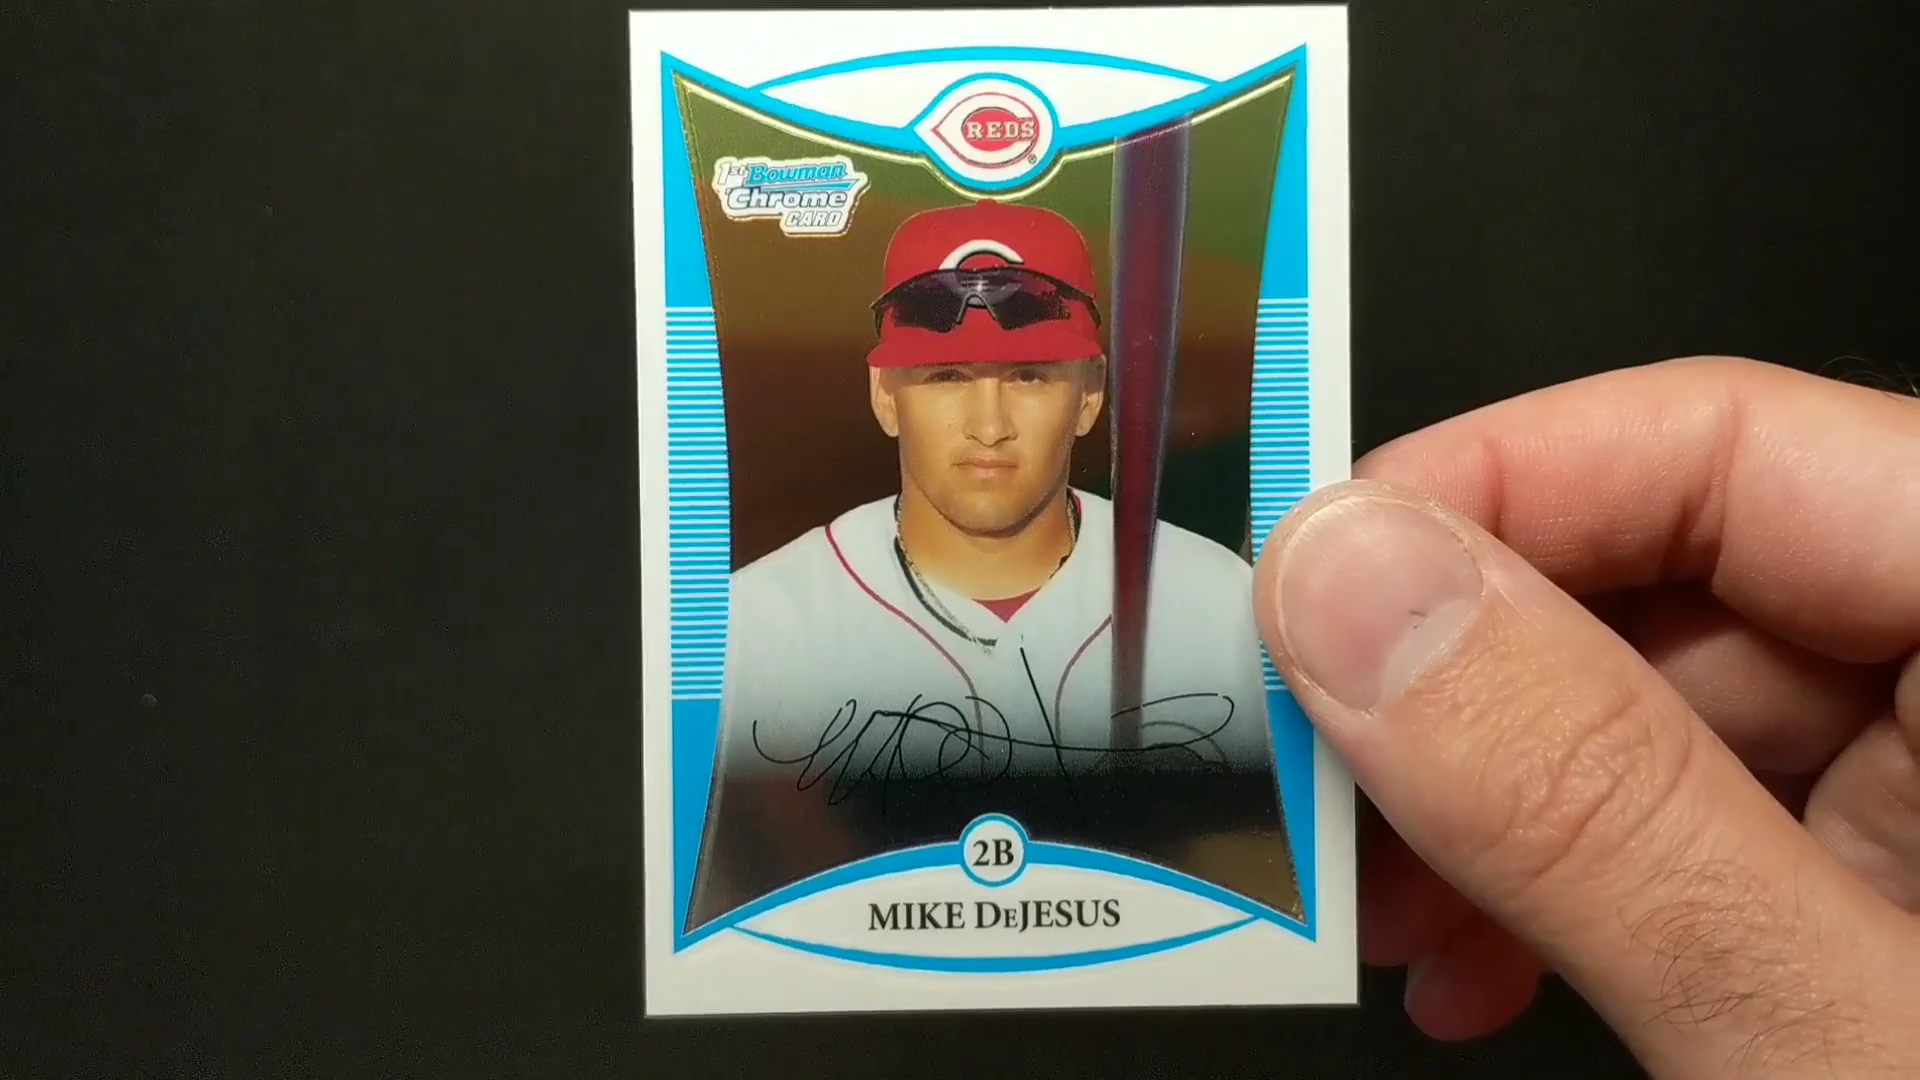 REDS
1st Bowman
Chrome
CARD
C
2B
MIKE DeJESUS